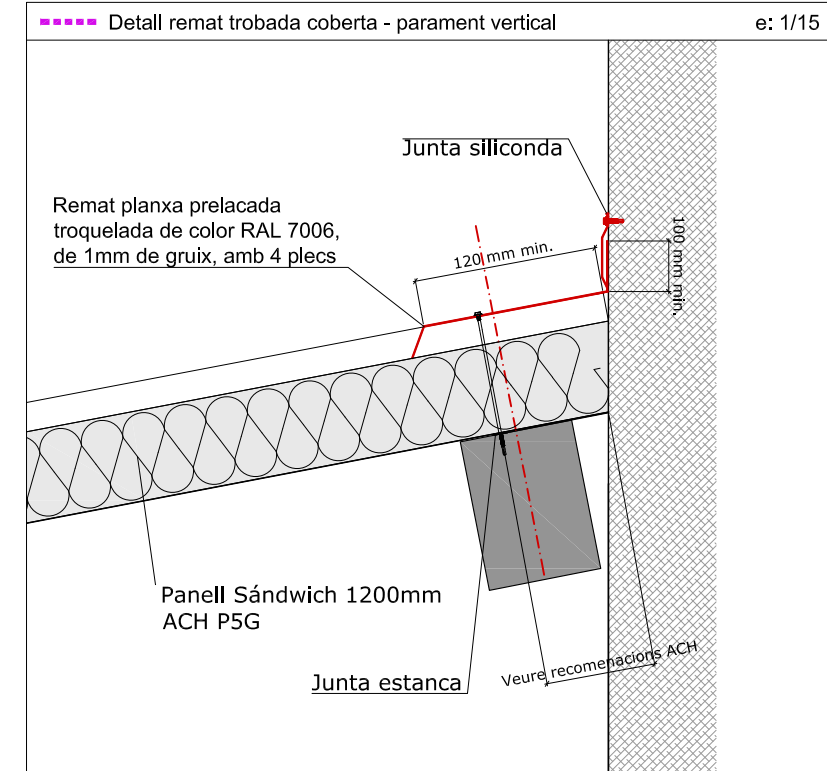 Detall remat trobada coberta - parament vertical
e: 1/15
Junta siliconda
Remat planxa prelacada
troquelada de color RAL 7006,
de 1mm de gruix, amb 4 plecs
120 mm min.
100 mm min.
Panell Sándwich 1200mm
ACH P5G
Junta estanca
Veure recomenacions ACH